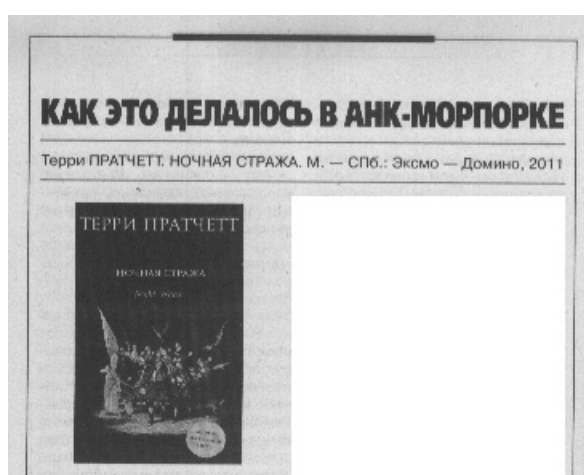 КАК ЭТО ДЕЛАЛОСЬ В АНК-МОРПОРКЕ
Терри ПРАТЧЕТТ. НОЧНАЯ СТРАЖА. М. — СПб.: Эксмо — Домино, 2011
ТЕРРИ ПРАТЧЕТТ
НОЧНАЯ СТРАЖА